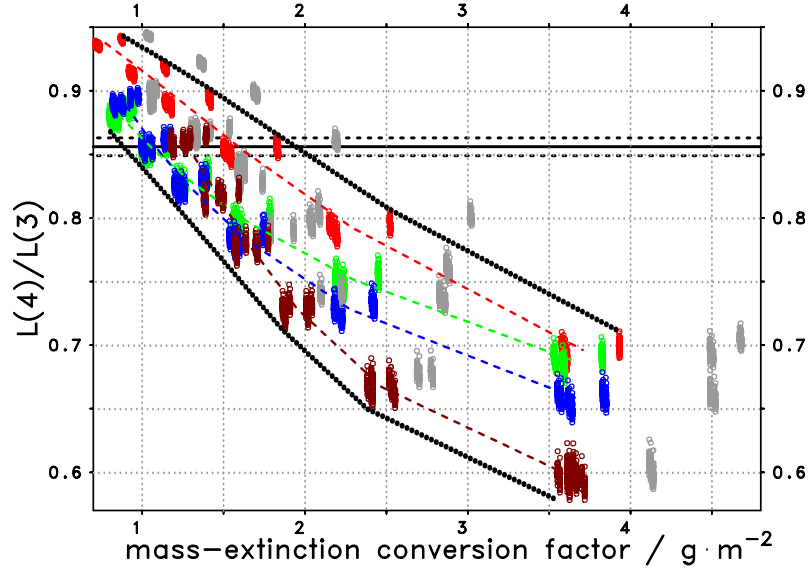 1 2 3 4
0.9 0.9
0.8 0.8
0.7 0.7
0.6 0.6
L(4)/L(3)
1 2 3 4
mass-extinction conversion factor / g·m⁻²